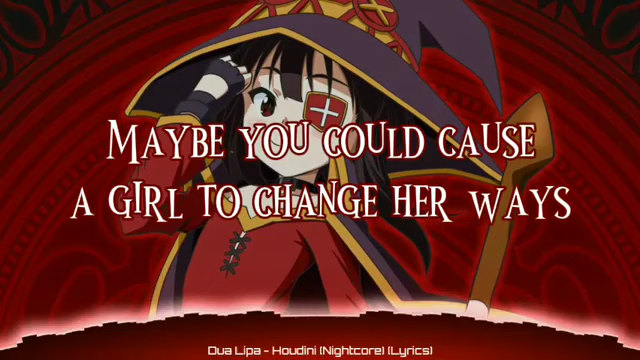 Maybe you could cause
a girl to change her ways
Dua Lipa - Houdini (Nightcore) (Lyrics)